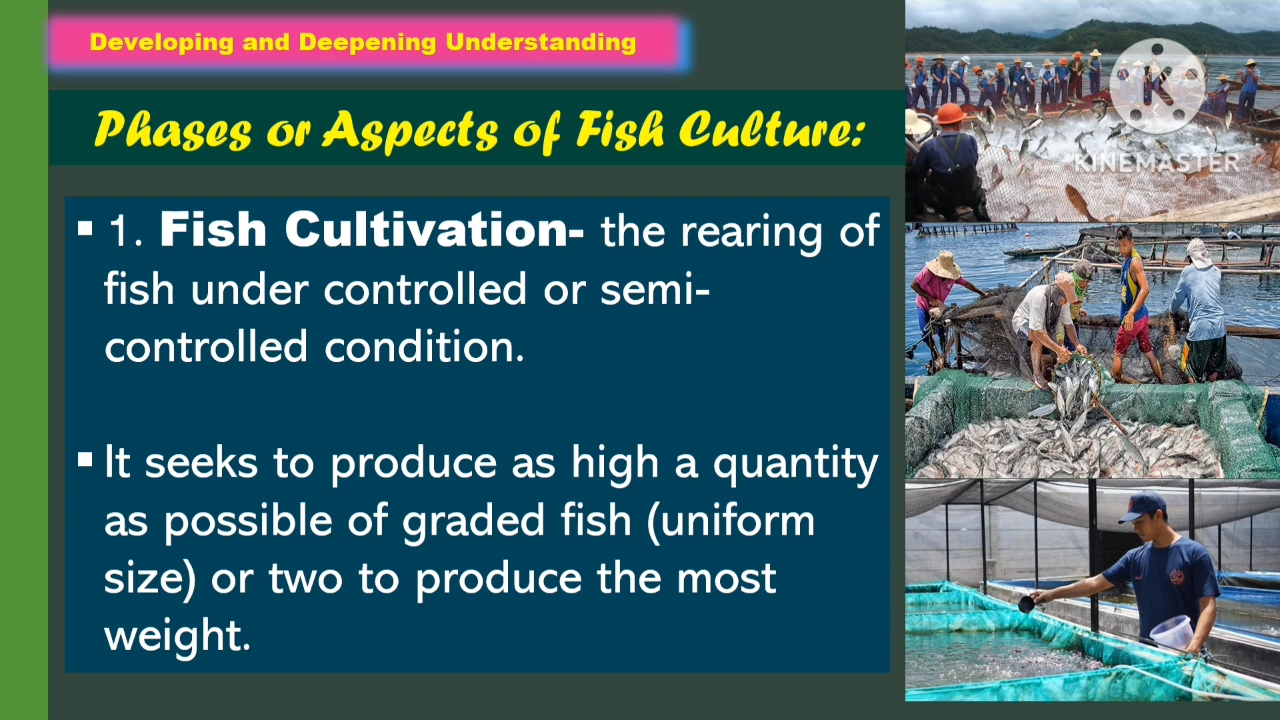 Developing and Deepening Understanding
Phases or Aspects of Fish Culture:
▪ 1. Fish Cultivation- the rearing of
fish under controlled or semi-
controlled condition.
▪ It seeks to produce as high a quantity
as possible of graded fish (uniform
size) or two to produce the most
weight.
K
KINEMASTER